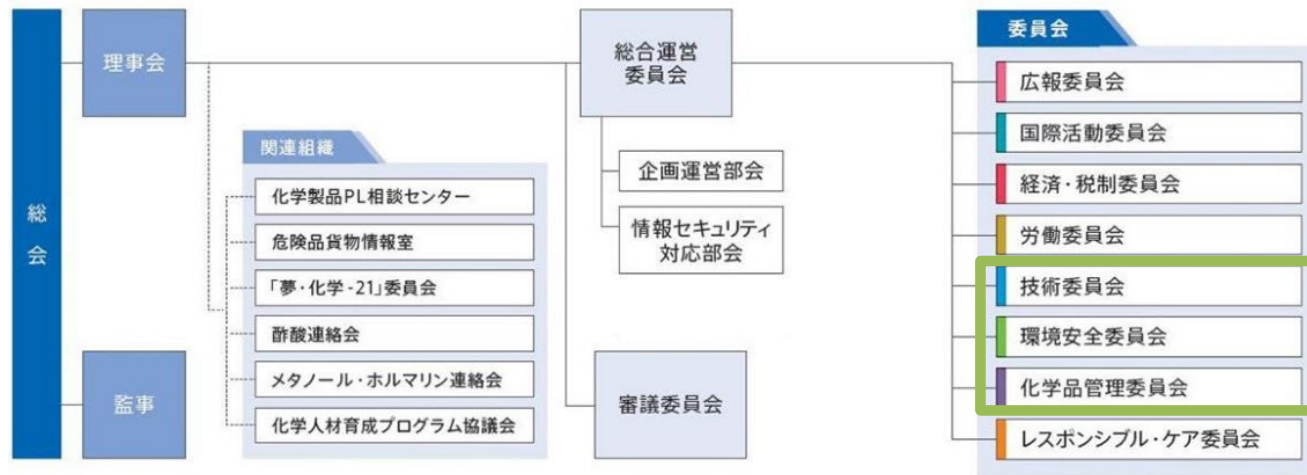 総会
理事会
監事
関連組織
化学製品PL相談センター
危険品貨物情報室
「夢・化学-21」委員会
酢酸連絡会
メタノール・ホルマリン連絡会
化学人材育成プログラム協議会
総合運営
委員会
企画運営部会
情報セキュリティ
対応部会
審議委員会
委員会
広報委員会
国際活動委員会
経済・税制委員会
労働委員会
技術委員会
環境安全委員会
化学品管理委員会
レスポンシブル・ケア委員会